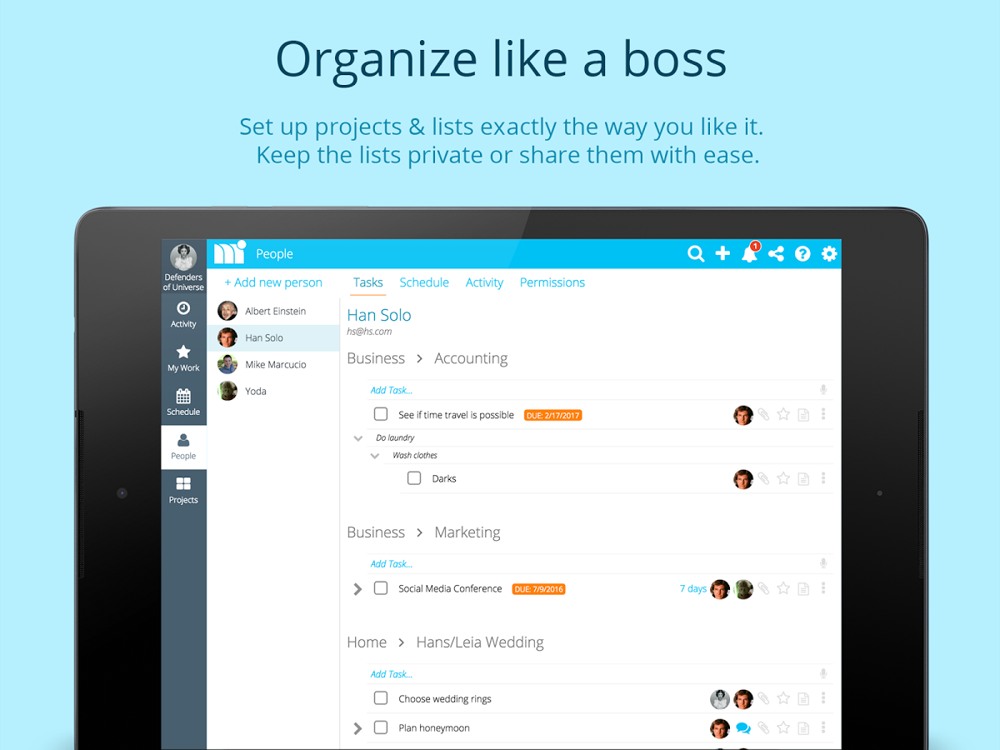 Organize like a boss
Set up projects & lists exactly the way you like it.
Keep the lists private or share them with ease.
Defenders
of Universe
Activity
My Work
Schedule
People
Projects
People
1
+ Add new person
Albert Einstein
Han Solo
Mike Marcucio
Yoda
Tasks
Schedule
Activity
Permissions
Han Solo
hs@hs.com
Business > Accounting
Add Task...
See if time travel is possible DUE: 2/17/2017
Do laundry
Wash clothes
Darks
Business > Marketing
Add Task...
Social Media Conference DUE: 7/9/2016 7 days
Home > Hans/Leia Wedding
Add Task...
Choose wedding rings
Plan honeymoon